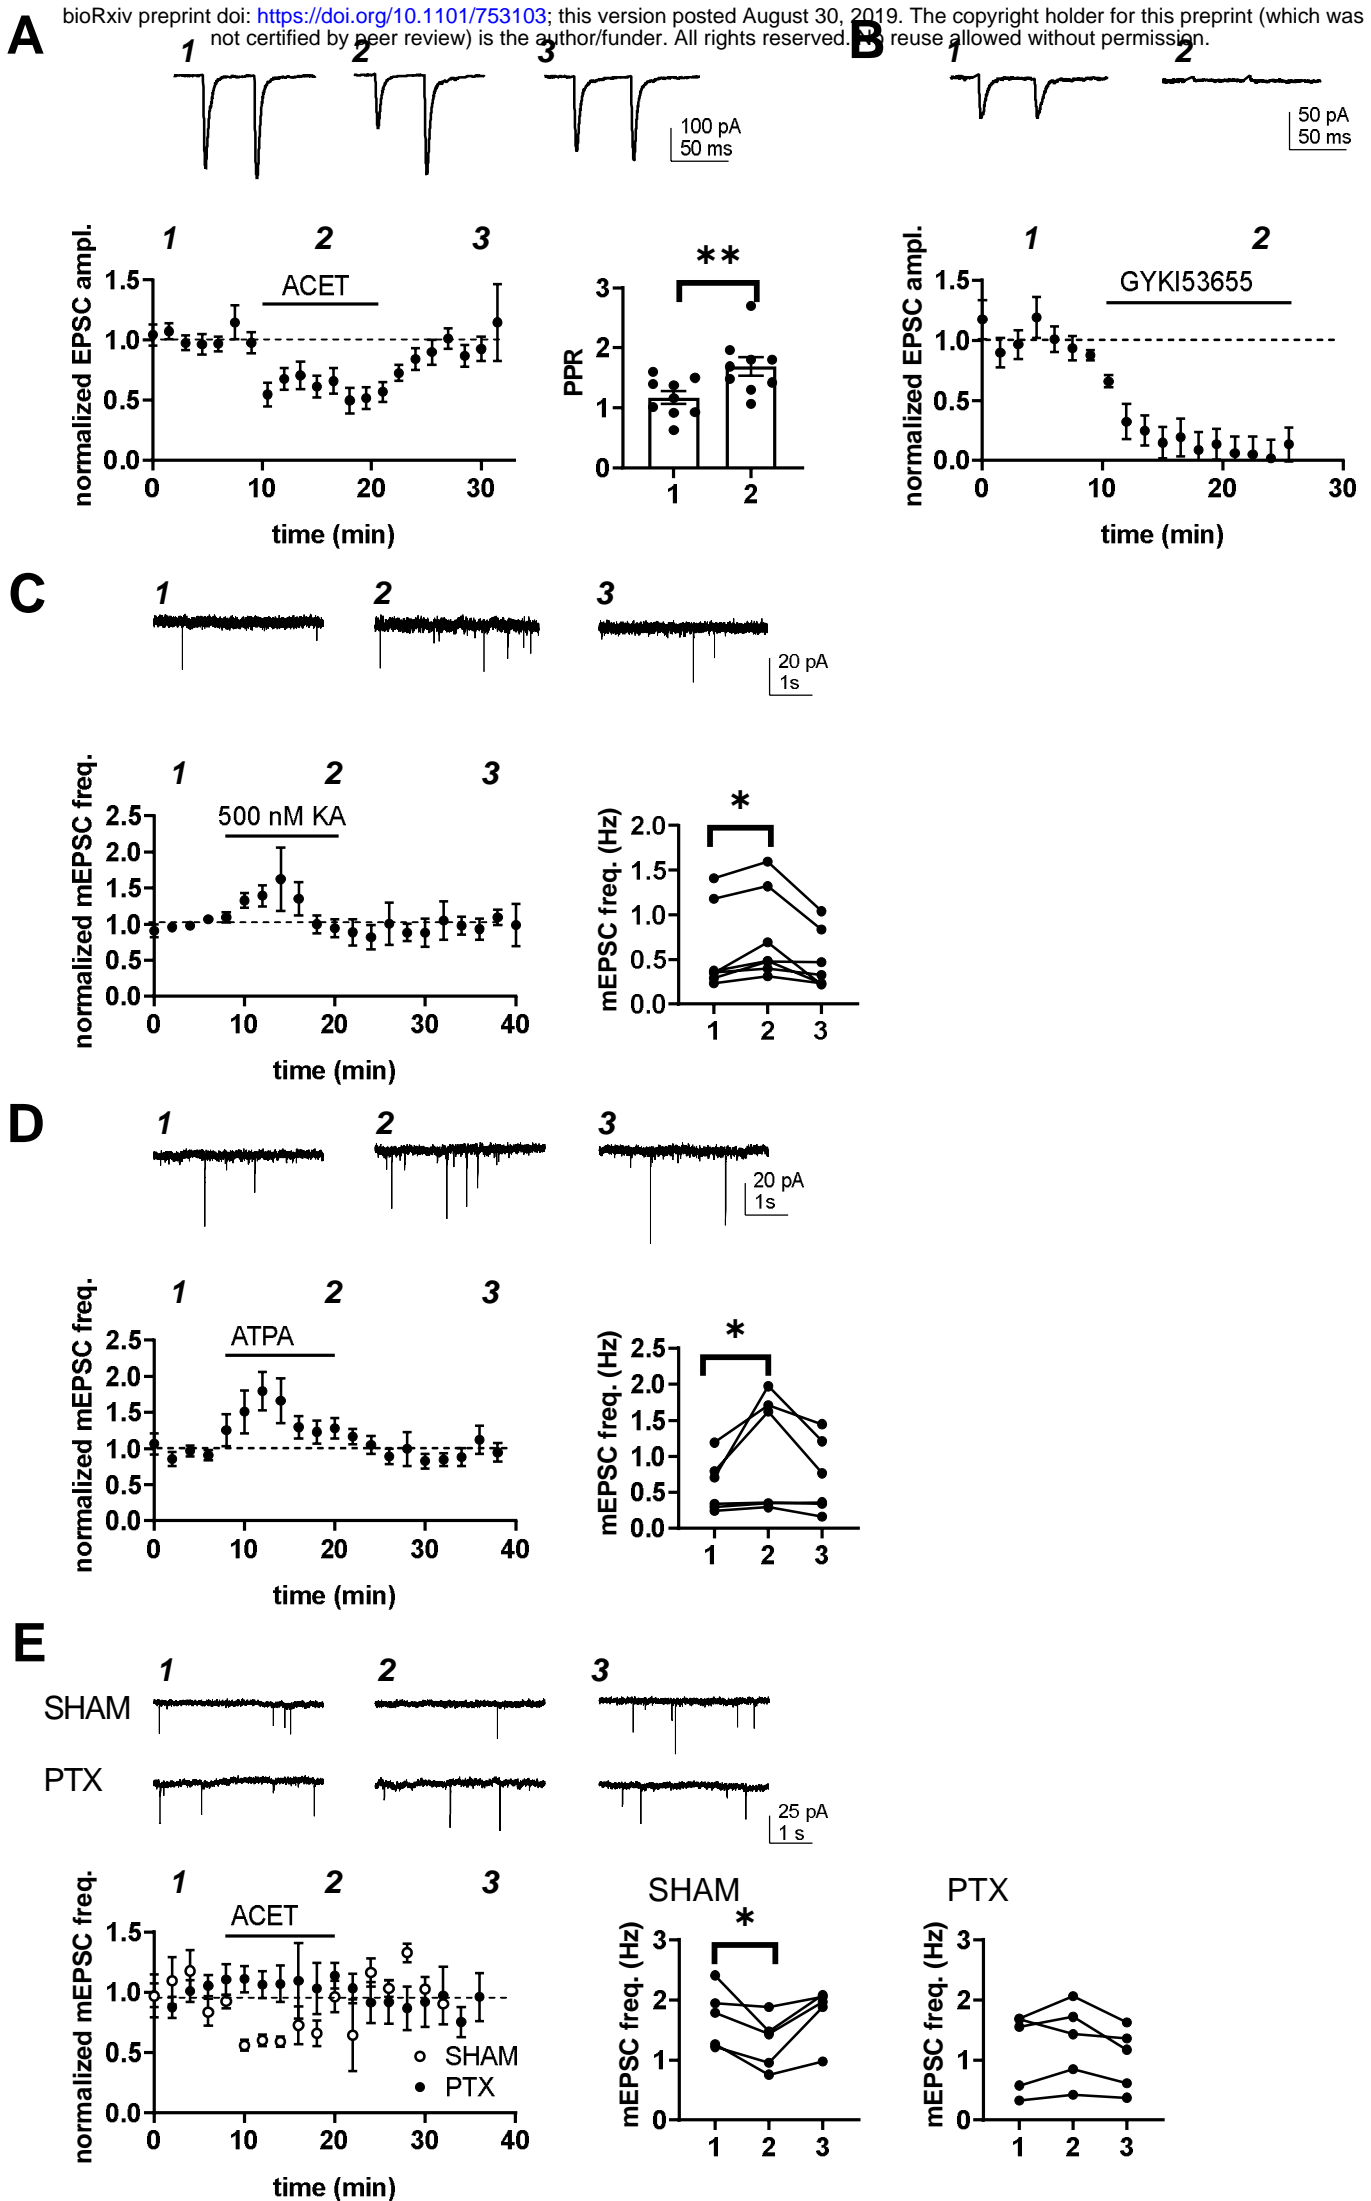 bioRxiv preprint doi: https://doi.org/10.1101/753103; this version posted August 30, 2019. The copyright holder for this preprint (which was
not certified by peer review) is the author/funder. All rights reserved. No reuse allowed without permission.
A
1 2 3
100 pA
50 ms
B
1 2
50 pA
50 ms
normalized EPSC ampl.
1 2 3
ACET
1.5
1.0
0.5
0.0
0 10 20 30
time (min)
PPR
**
3
2
1
0
1 2
normalized EPSC ampl.
1 2
GYKI53655
1.5
1.0
0.5
0.0
0 10 20 30
time (min)
C
1 2 3
20 pA
1s
normalized mEPSC freq.
1 2 3
500 nM KA
2.5
2.0
1.5
1.0
0.5
0.0
0 10 20 30 40
time (min)
mEPSC freq. (Hz)
*
2.0
1.5
1.0
0.5
0.0
1 2 3
D
1 2 3
20 pA
1s
normalized mEPSC freq.
1 2 3
ATPA
2.5
2.0
1.5
1.0
0.5
0.0
0 10 20 30 40
time (min)
mEPSC freq. (Hz)
*
2.5
2.0
1.5
1.0
0.5
0.0
1 2 3
E
1 2 3
SHAM
PTX
25 pA
1 s
normalized mEPSC freq.
1 2 3
ACET
1.5
1.0
0.5
0.0
SHAM
PTX
0 10 20 30 40
time (min)
SHAM
*
mEPSC freq. (Hz)
3
2
1
0
1 2 3
PTX
mEPSC freq. (Hz)
3
2
1
0
1 2 3